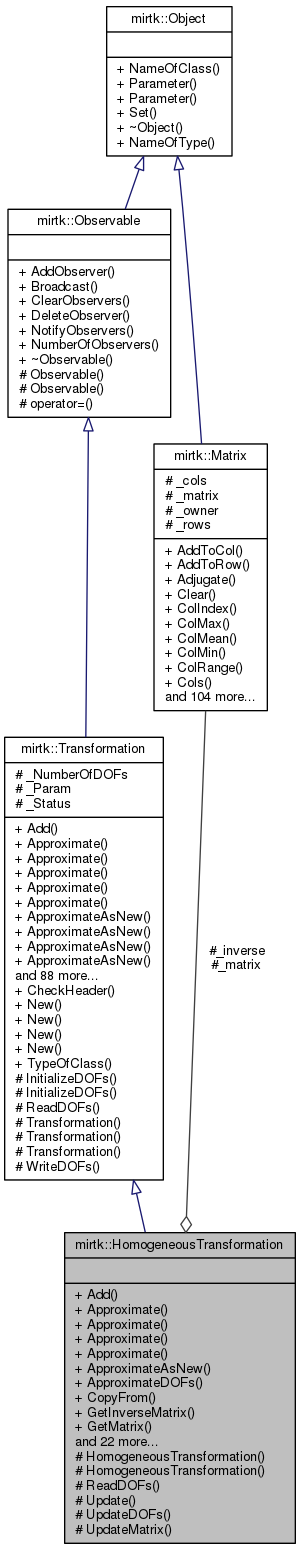 mirtk::Object
+ NameOfClass()
+ Parameter()
+ Parameter()
+ Set()
+ ~Object()
+ NameOfType()
mirtk::Observable
+ AddObserver()
+ Broadcast()
+ ClearObservers()
+ DeleteObserver()
+ NotifyObservers()
+ NumberOfObservers()
+ ~Observable()
# Observable()
# Observable()
# operator=()
mirtk::Matrix
# _cols
# _matrix
# _owner
# _rows
+ AddToCol()
+ AddToRow()
+ Adjugate()
+ Clear()
+ ColIndex()
+ ColMax()
+ ColMean()
+ ColMin()
+ ColRange()
+ Cols()
and 104 more...
mirtk::Transformation
# _NumberOfDOFs
# _Param
# _Status
+ Add()
+ Approximate()
+ Approximate()
+ Approximate()
+ Approximate()
+ Approximate()
+ ApproximateAsNew()
+ ApproximateAsNew()
+ ApproximateAsNew()
+ ApproximateAsNew()
and 88 more...
+ CheckHeader()
+ New()
+ New()
+ New()
+ New()
+ TypeOfClass()
# InitializeDOFs()
# InitializeDOFs()
# ReadDOFs()
# Transformation()
# Transformation()
# Transformation()
# WriteDOFs()
#_inverse
#_matrix
mirtk::HomogeneousTransformation
+ Add()
+ Approximate()
+ Approximate()
+ Approximate()
+ Approximate()
+ ApproximateAsNew()
+ ApproximateDOFs()
+ CopyFrom()
+ GetInverseMatrix()
+ GetMatrix()
and 22 more...
# HomogeneousTransformation()
# HomogeneousTransformation()
# ReadDOFs()
# Update()
# UpdateDOFs()
# UpdateMatrix()